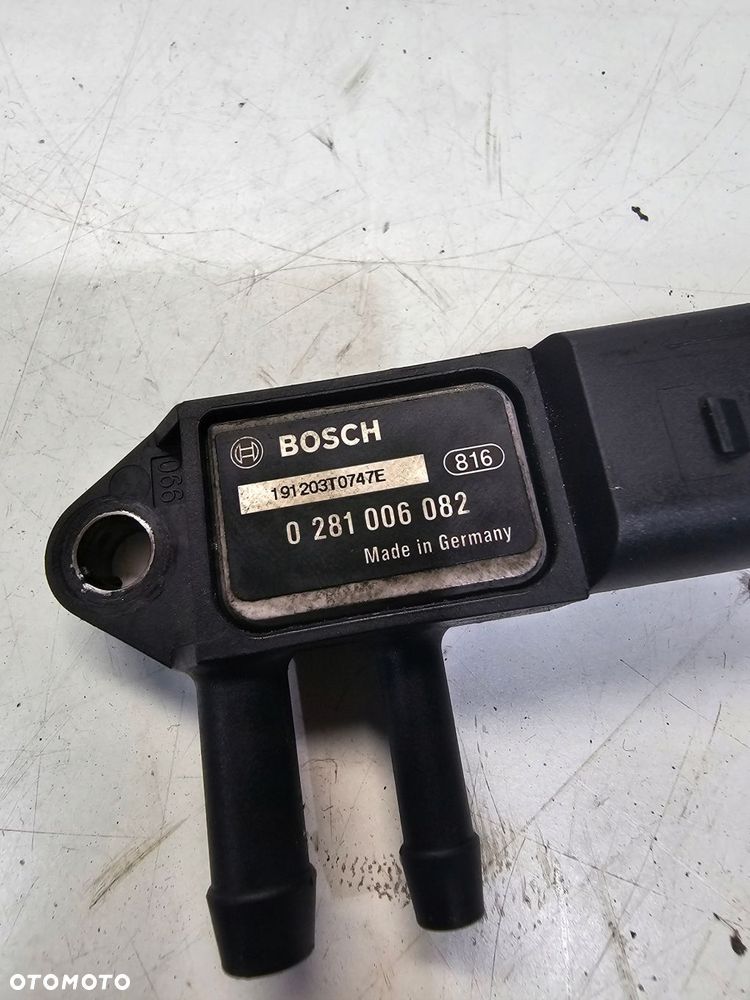 BOSCH
191203T0747E
816
0 281 006 082
Made in Germany
066
OTOMOTO